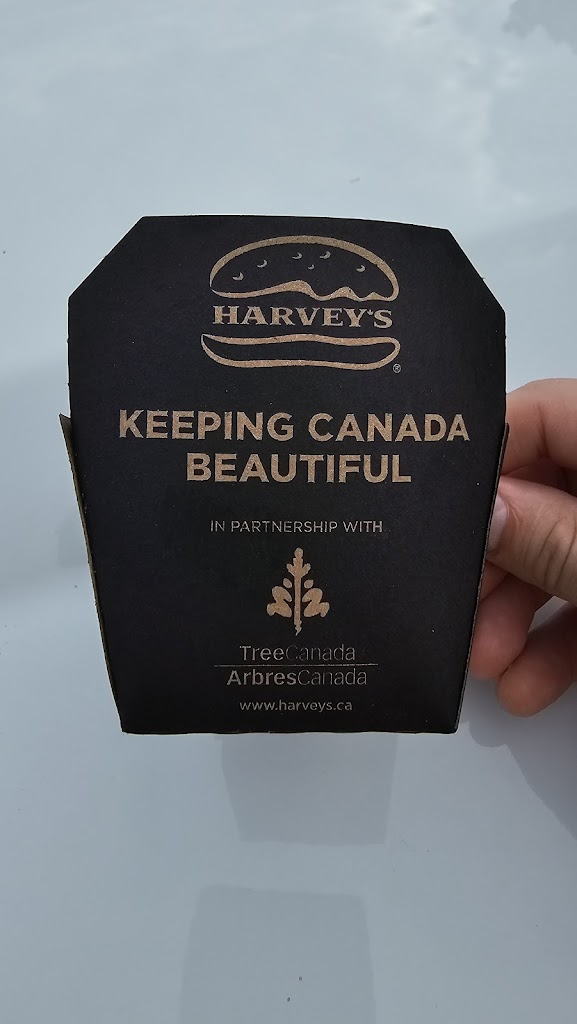 HARVEY'S
®
KEEPING CANADA
BEAUTIFUL
IN PARTNERSHIP WITH
TreeCanada
ArbresCanada
www.harveys.ca